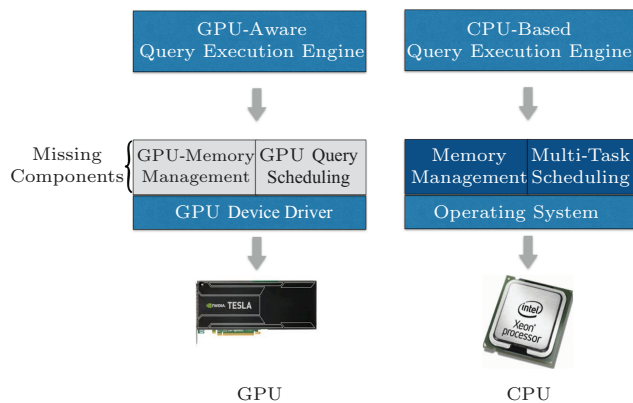 GPU-Aware
Query Execution Engine
CPU-Based
Query Execution Engine
Missing
Components
GPU-Memory
Management
GPU Query
Scheduling
Memory
Management
Multi-Task
Scheduling
GPU Device Driver
Operating System
NVIDIA
TESLA
intel
Xeon®
processor
GPU
CPU